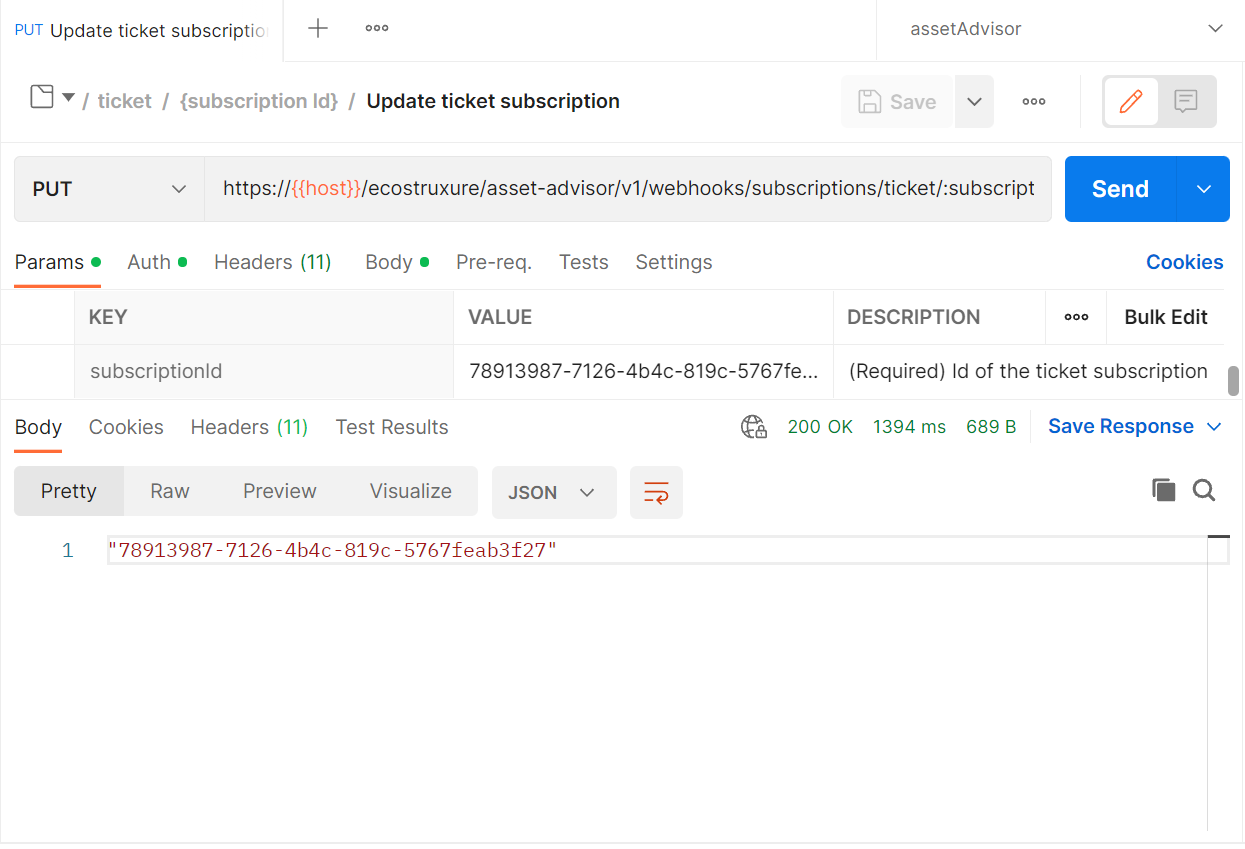 PUT Update ticket subscriptio
assetAdvisor
/ ticket / {subscription Id} / Update ticket subscription
Save
PUT
https://{{host}}/ecostruxure/asset-advisor/v1/webhooks/subscriptions/ticket/:subscript
Send
Params Auth Headers (11) Body Pre-req. Tests Settings Cookies
KEY VALUE DESCRIPTION Bulk Edit
subscriptionId 78913987-7126-4b4c-819c-5767fe... (Required) Id of the ticket subscription
Body Cookies Headers (11) Test Results 200 OK 1394 ms 689 B Save Response
Pretty Raw Preview Visualize JSON
1 "78913987-7126-4b4c-819c-5767feab3f27"